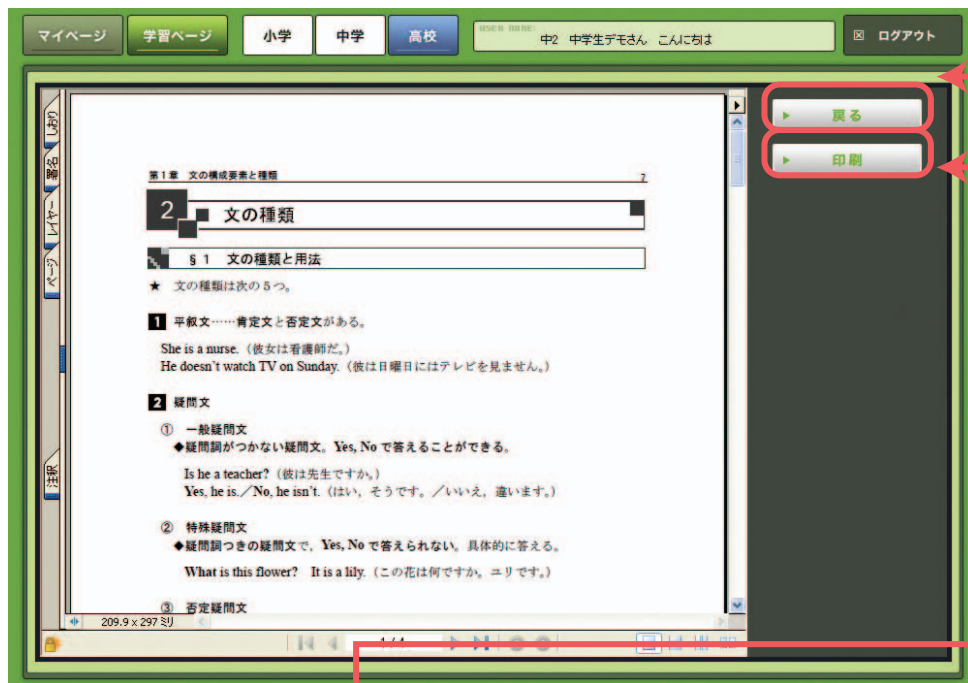 マイページ 学習ページ 小学 中学 高校 USER NAME: 中2 中学生デモさん こんにちは ログアウト
戻る
印刷
しおり
署名
レイヤー
ページ
注釈
第1章 文の構成要素と種類 7
2 文の種類
§1 文の種類と用法
★ 文の種類は次の5つ。
1 平叙文……肯定文と否定文がある。
She is a nurse.（彼女は看護師だ。）
He doesn't watch TV on Sunday.（彼は日曜日にはテレビを見ません。）
2 疑問文
① 一般疑問文
◆疑問詞がつかない疑問文。Yes, No で答えることができる。
Is he a teacher?（彼は先生ですか。）
Yes, he is.／No, he isn't.（はい，そうです。／いいえ，違います。）
② 特殊疑問文
◆疑問詞つきの疑問文で，Yes, No で答えられない。具体的に答える。
What is this flower? It is a lily.（この花は何ですか。ユリです。）
③ 否定疑問文
209.9 x 297 ミリ